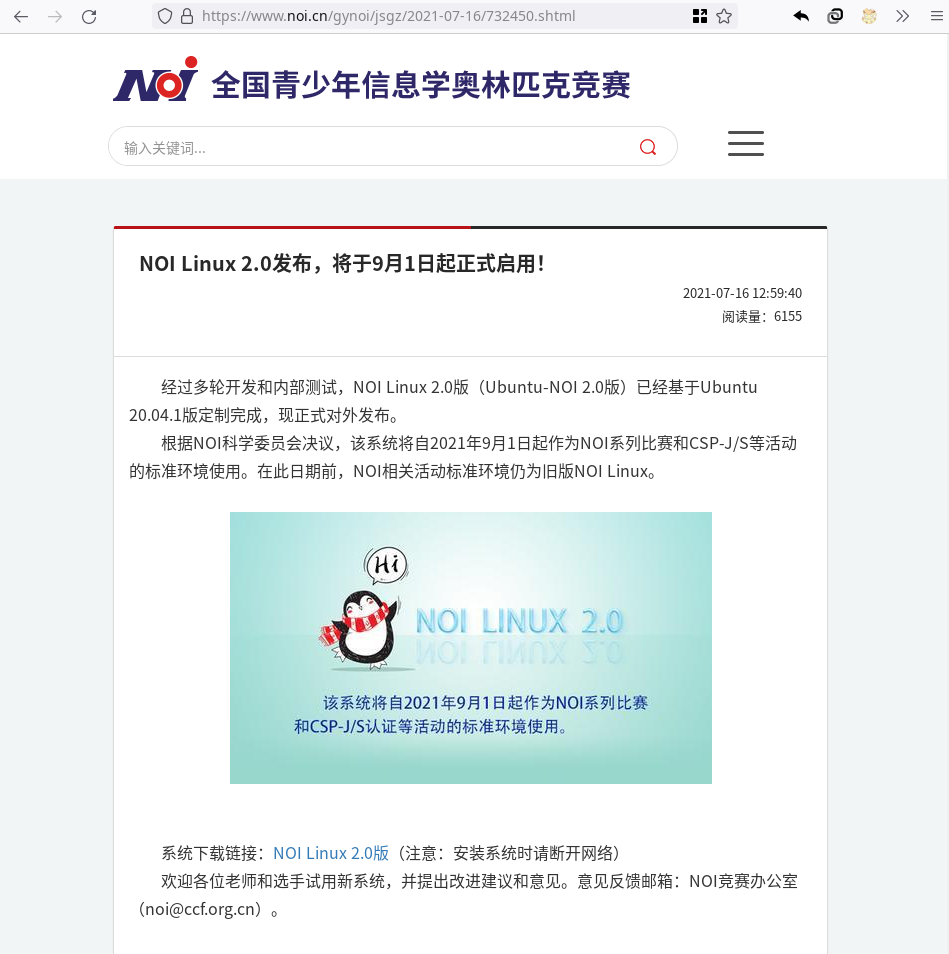 https://www.noi.cn/gynoi/jsgz/2021-07-16/732450.shtml
NOI 全国青少年信息学奥林匹克竞赛
输入关键词...
NOI Linux 2.0发布，将于9月1日起正式启用！
2021-07-16 12:59:40
阅读量：6155
经过多轮开发和内部测试，NOI Linux 2.0版（Ubuntu-NOI 2.0版）已经基于Ubuntu
20.04.1版定制完成，现正式对外发布。
根据NOI科学委员会决议，该系统将自2021年9月1日起作为NOI系列比赛和CSP-J/S等活动
的标准环境使用。在此日期前，NOI相关活动标准环境仍为旧版NOI Linux。
Hi
NOI LINUX 2.0
该系统将自2021年9月1日起作为NOI系列比赛
和CSP-J/S认证等活动的标准环境使用。
系统下载链接：NOI Linux 2.0版（注意：安装系统时请断开网络）
欢迎各位老师和选手试用新系统，并提出改进建议和意见。意见反馈邮箱：NOI竞赛办公室
（noi@ccf.org.cn）。